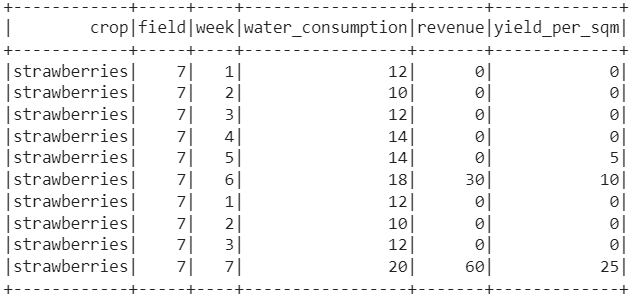 +------------+-----+----+-----------------+-------+-------------+
|        crop|field|week|water_consumption|revenue|yield_per_sqm|
+------------+-----+----+-----------------+-------+-------------+
|strawberries|    7|   1|               12|      0|            0|
|strawberries|    7|   2|               10|      0|            0|
|strawberries|    7|   3|               12|      0|            0|
|strawberries|    7|   4|               14|      0|            0|
|strawberries|    7|   5|               14|      0|            5|
|strawberries|    7|   6|               18|     30|           10|
|strawberries|    7|   1|               12|      0|            0|
|strawberries|    7|   2|               10|      0|            0|
|strawberries|    7|   3|               12|      0|            0|
|strawberries|    7|   7|               20|     60|           25|
+------------+-----+----+-----------------+-------+-------------+